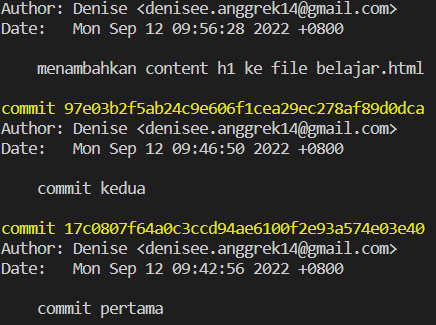 Author: Denise <denisee.anggrek14@gmail.com>
Date:   Mon Sep 12 09:56:28 2022 +0800
menambahkan content h1 ke file belajar.html
commit 97e03b2f5ab24c9e606f1cea29ec278af89d0dca
Author: Denise <denisee.anggrek14@gmail.com>
Date:   Mon Sep 12 09:46:50 2022 +0800
commit kedua
commit 17c0807f64a0c3ccd94ae6100f2e93a574e03e40
Author: Denise <denisee.anggrek14@gmail.com>
Date:   Mon Sep 12 09:42:56 2022 +0800
commit pertama